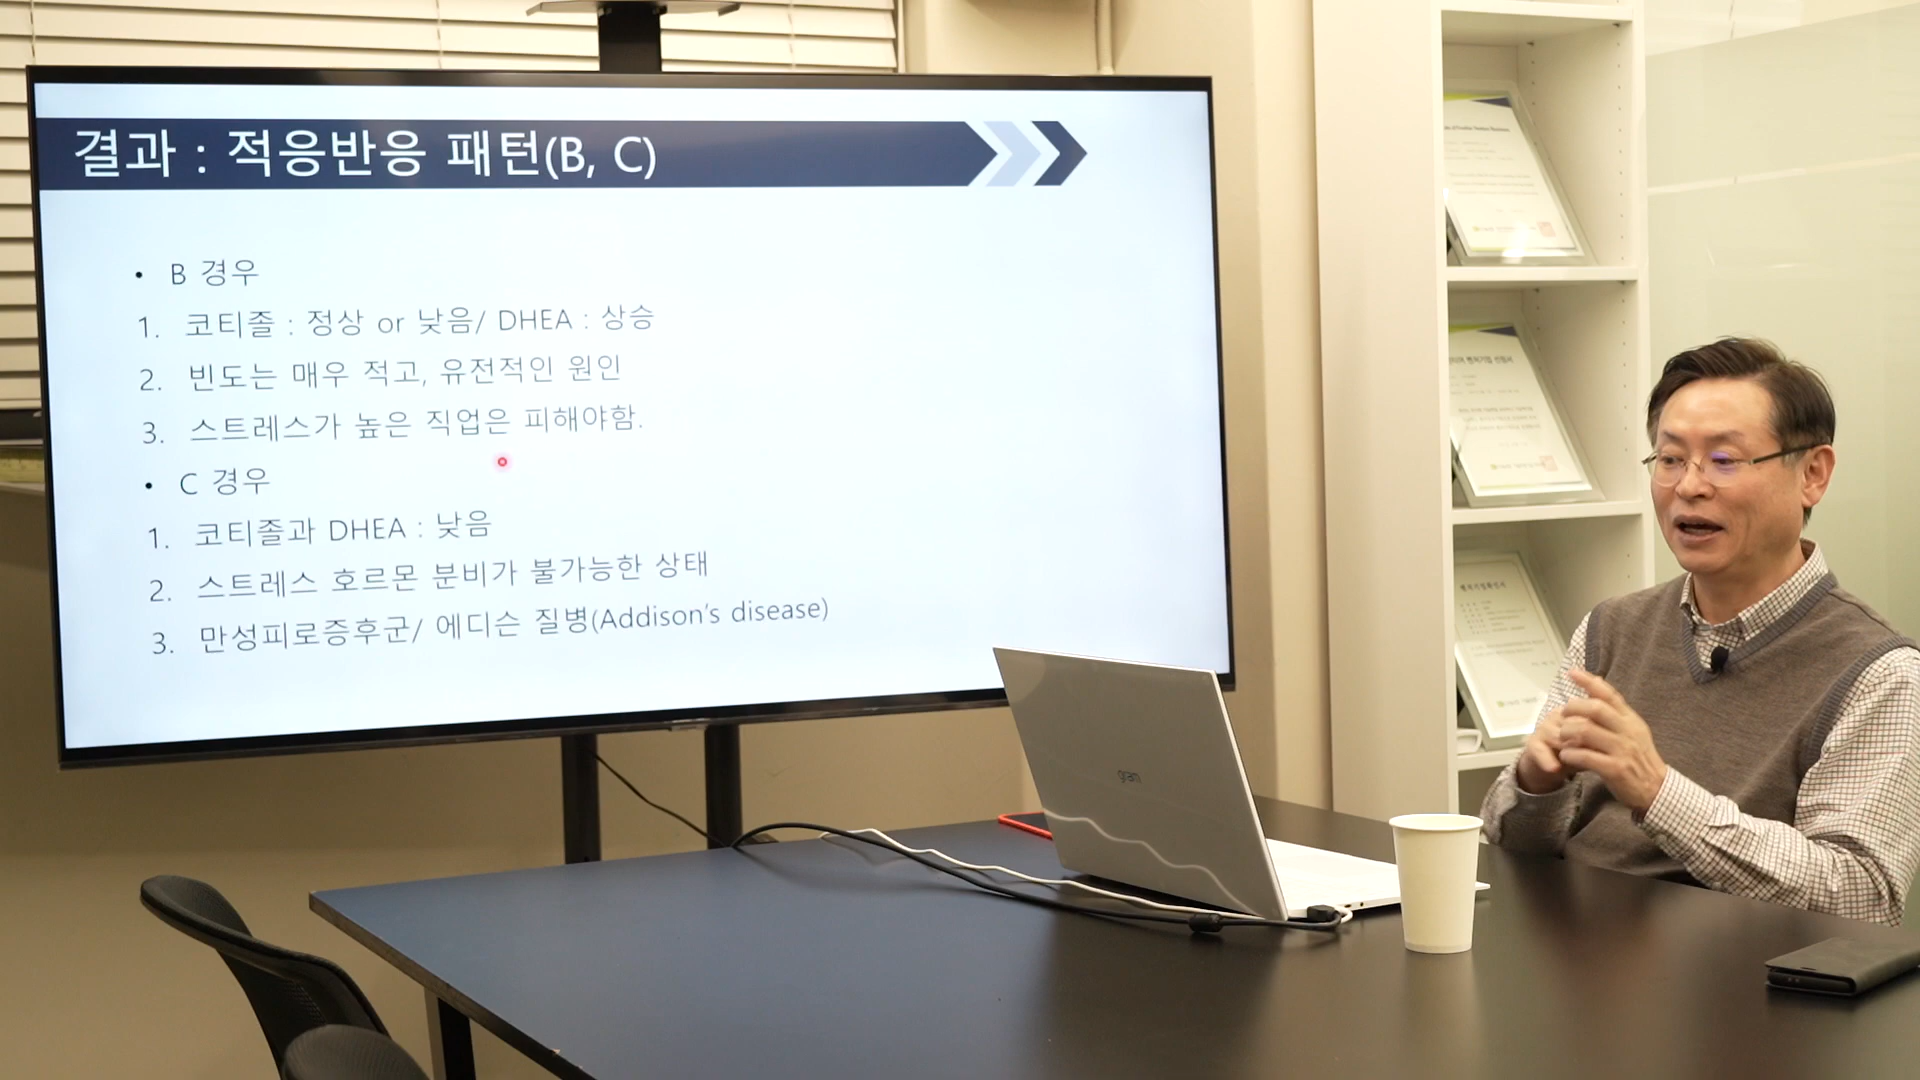 결과 : 적응반응 패턴(B, C)
• B 경우
1. 코티졸 : 정상 or 낮음/ DHEA : 상승
2. 빈도는 매우 적고, 유전적인 원인
3. 스트레스가 높은 직업은 피해야함.
• C 경우
1. 코티졸과 DHEA : 낮음
2. 스트레스 호르몬 분비가 불가능한 상태
3. 만성피로증후군/ 에디슨 질병(Addison's disease)
gram